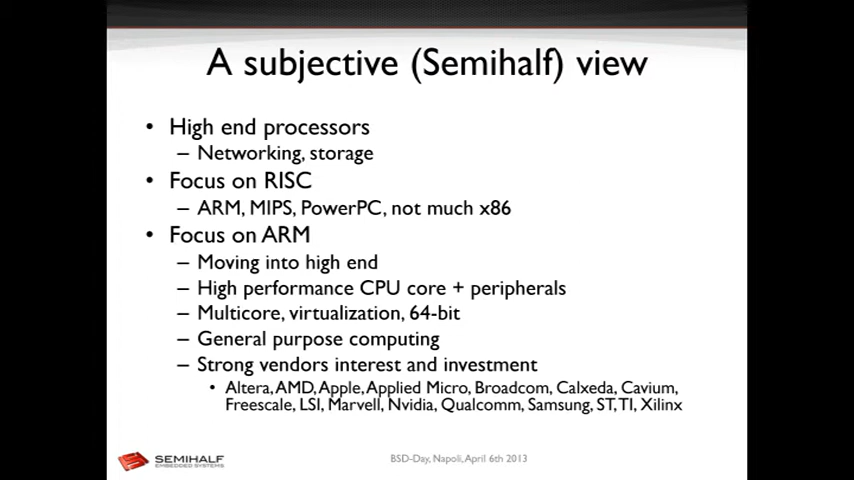 A subjective (Semihalf) view
• High end processors
– Networking, storage
• Focus on RISC
– ARM, MIPS, PowerPC, not much x86
• Focus on ARM
– Moving into high end
– High performance CPU core + peripherals
– Multicore, virtualization, 64-bit
– General purpose computing
– Strong vendors interest and investment
• Altera, AMD, Apple, Applied Micro, Broadcom, Calxeda, Cavium,
Freescale, LSI, Marvell, Nvidia, Qualcomm, Samsung, ST, TI, Xilinx
SEMIHALF
EMBEDDED SYSTEMS
BSD-Day, Napoli, April 6th 2013